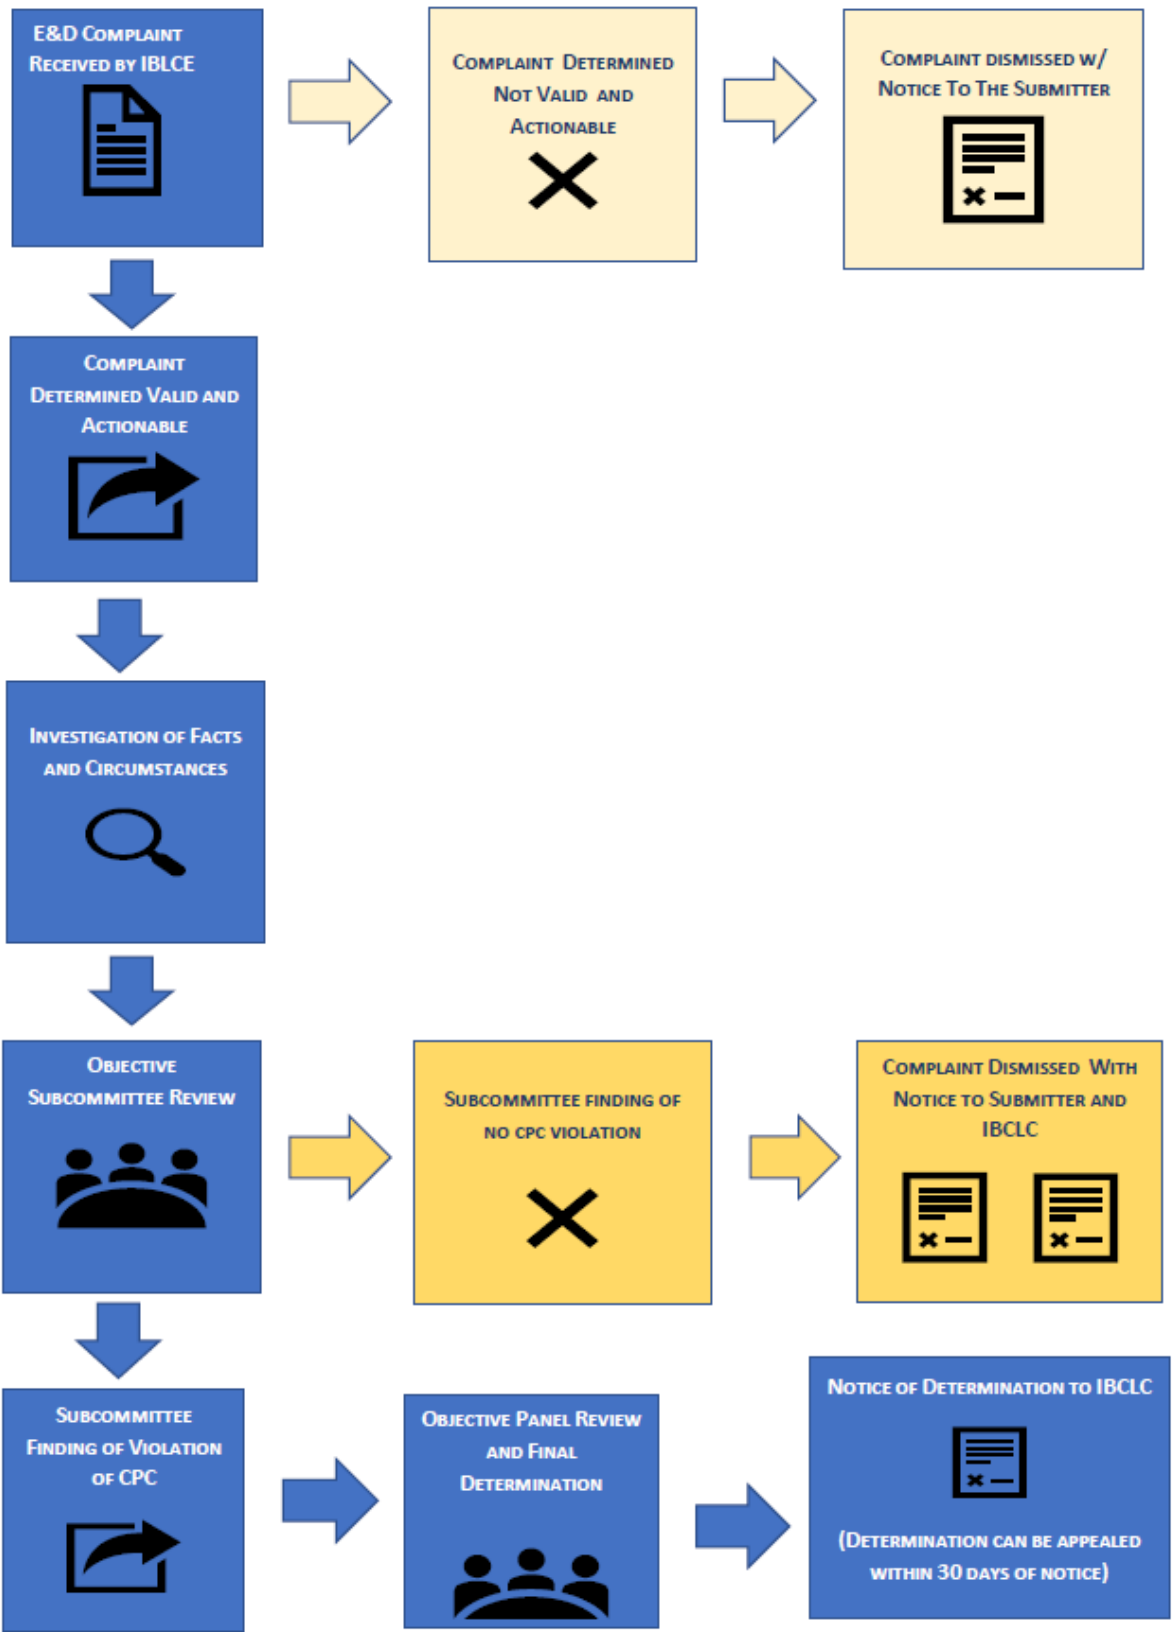 E&D Complaint
Received by IBLCE
Complaint Determined
Not Valid and
Actionable
Complaint dismissed w/
Notice To The Submitter
Complaint
Determined Valid and
Actionable
Investigation of Facts
and Circumstances
Objective
Subcommittee Review
Subcommittee finding of
no cpc violation
Complaint Dismissed With
Notice to Submitter and
IBCLC
Subcommittee
Finding of Violation
of CPC
Objective Panel Review
and Final
Determination
Notice of Determination to IBCLC
(Determination can be appealed
within 30 days of notice)